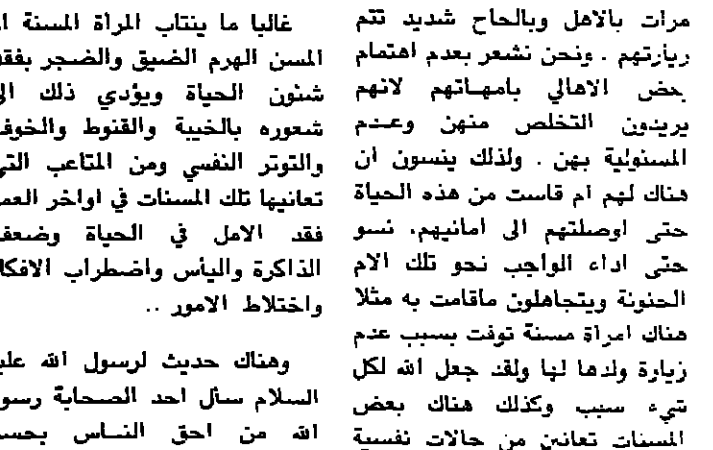 مرات بالاهل وبالحاح شديد تتم
زيارتهم . ونحن نشعر بعدم اهتمام
بعض الاهالي بامهاتهم لانهم
يريدون التخلص منهن وعدم
المسئولية بهن . ولذلك ينسون ان
هناك لهم ام قاست من هذه الحياة
حتى اوصلتهم الى امانيهم. نسو
حتى اداء الواجب نحو تلك الام
الحنونة ويتجاهلون ماقامت به مثلا
هناك امراة مسنة توفت بسبب عدم
زيارة ولدها لها ولقد جعل الله لكل
شيء سبب وكذلك هناك بعض
المسنات تعانين من حالات نفسية
غالبا ما ينتاب المراة المسنة ا
المسن الهرم الضيق والضجر بفقد
شئون الحياة ويؤدي ذلك الى
شعوره بالخيبة والقنوط والخوف
والتوتر النفسي ومن المتاعب التي
تعانيها تلك المسنات في اواخر العم
فقد الامل في الحياة وضعف
الذاكرة واليأس واضطراب الافكا
واختلاط الامور ..
وهناك حديث لرسول الله علي
السلام سأل احد الصحابة رسو
الله من احق الناس بحس